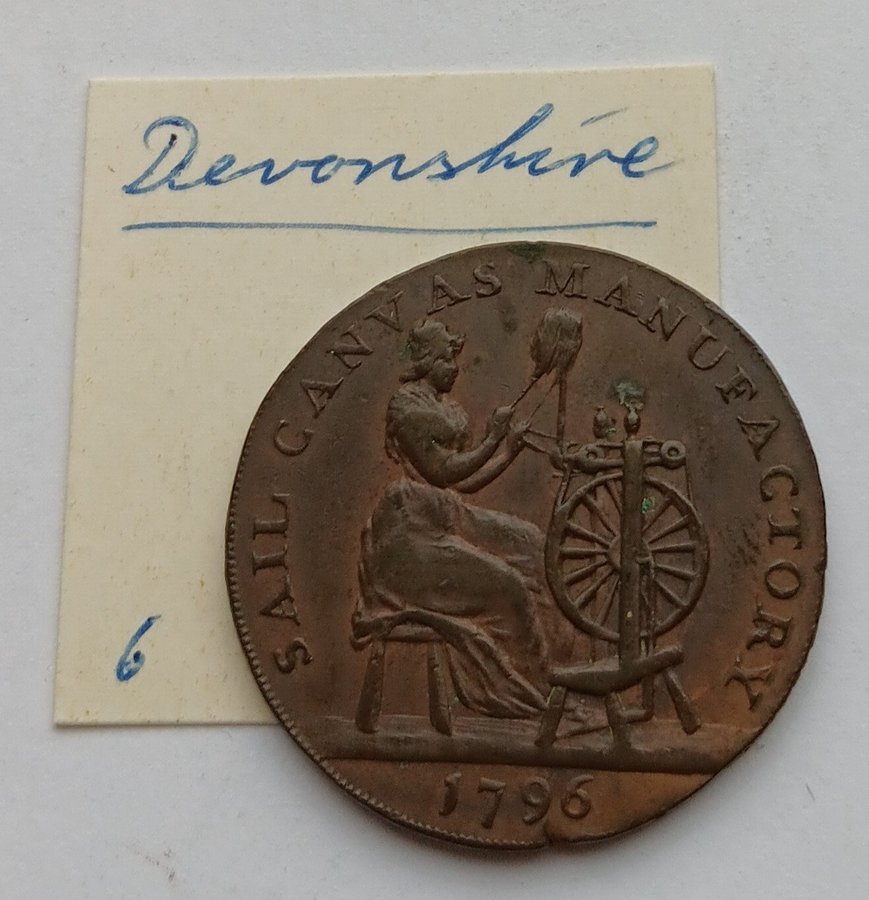 Devonshire
SAIL CANVAS MANUFACTORY
1796
6